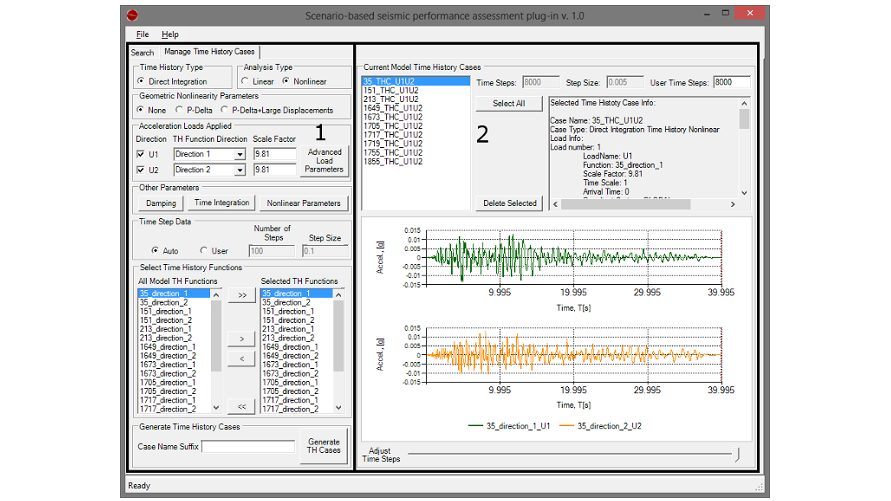 Scenario-based seismic performance assessment plug-in v. 1.0
File Help
Search Manage Time History Cases
Time History Type
Direct Integration
Analysis Type
Linear Nonlinear
Geometric Nonlinearity Parameters
None P-Delta P-Delta+Large Displacements
Acceleration Loads Applied
1
Direction TH Function Direction Scale Factor
U1 Direction 1 9.81
U2 Direction 2 9.81
Advanced
Load
Parameters
Other Parameters
Damping Time Integration Nonlinear Parameters
Time Step Data
Number of
Steps Step Size
Auto User 100 0.1
Select Time History Functions
All Model TH Functions
35_direction_1
35_direction_2
151_direction_1
151_direction_2
213_direction_1
213_direction_2
1649_direction_1
1649_direction_2
1673_direction_1
1673_direction_2
1705_direction_1
1705_direction_2
1717_direction_1
1717_direction_2
>>
>
<
<<
Selected TH Functions
35_direction_1
35_direction_2
151_direction_1
151_direction_2
213_direction_1
213_direction_2
1649_direction_1
1649_direction_2
1673_direction_1
1673_direction_2
1705_direction_1
1705_direction_2
1717_direction_1
1717_direction_2
Generate Time History Cases
Case Name Suffix
Generate
TH Cases
Current Model Time History Cases
35_THC_U1U2
151_THC_U1U2
213_THC_U1U2
1649_THC_U1U2
1673_THC_U1U2
1705_THC_U1U2
1717_THC_U1U2
1719_THC_U1U2
1755_THC_U1U2
1855_THC_U1U2
Time Steps: 8000 Step Size: 0.005 User Time Steps: 8000
Select All
2
Delete Selected
Selected Time Histoty Case Info:
Case Name: 35_THC_U1U2
Case Type: Direct Integration Time History Nonlinear
Load Info:
Load number: 1
LoadName: U1
Function: 35_direction_1
Scale Factor: 9.81
Time Scale: 1
Arrival Time: 0
0.015
0.01
0.005
0
-0.005
-0.01
-0.015
Accel.,[g]
9.995 19.995 29.995 39.995
Time, T[s]
0.015
0.01
0.005
0
-0.005
-0.01
-0.015
Accel.,[g]
9.995 19.995 29.995 39.995
Time, T[s]
35_direction_1_U1 35_direction_2_U2
Adjust
Time Steps
Ready